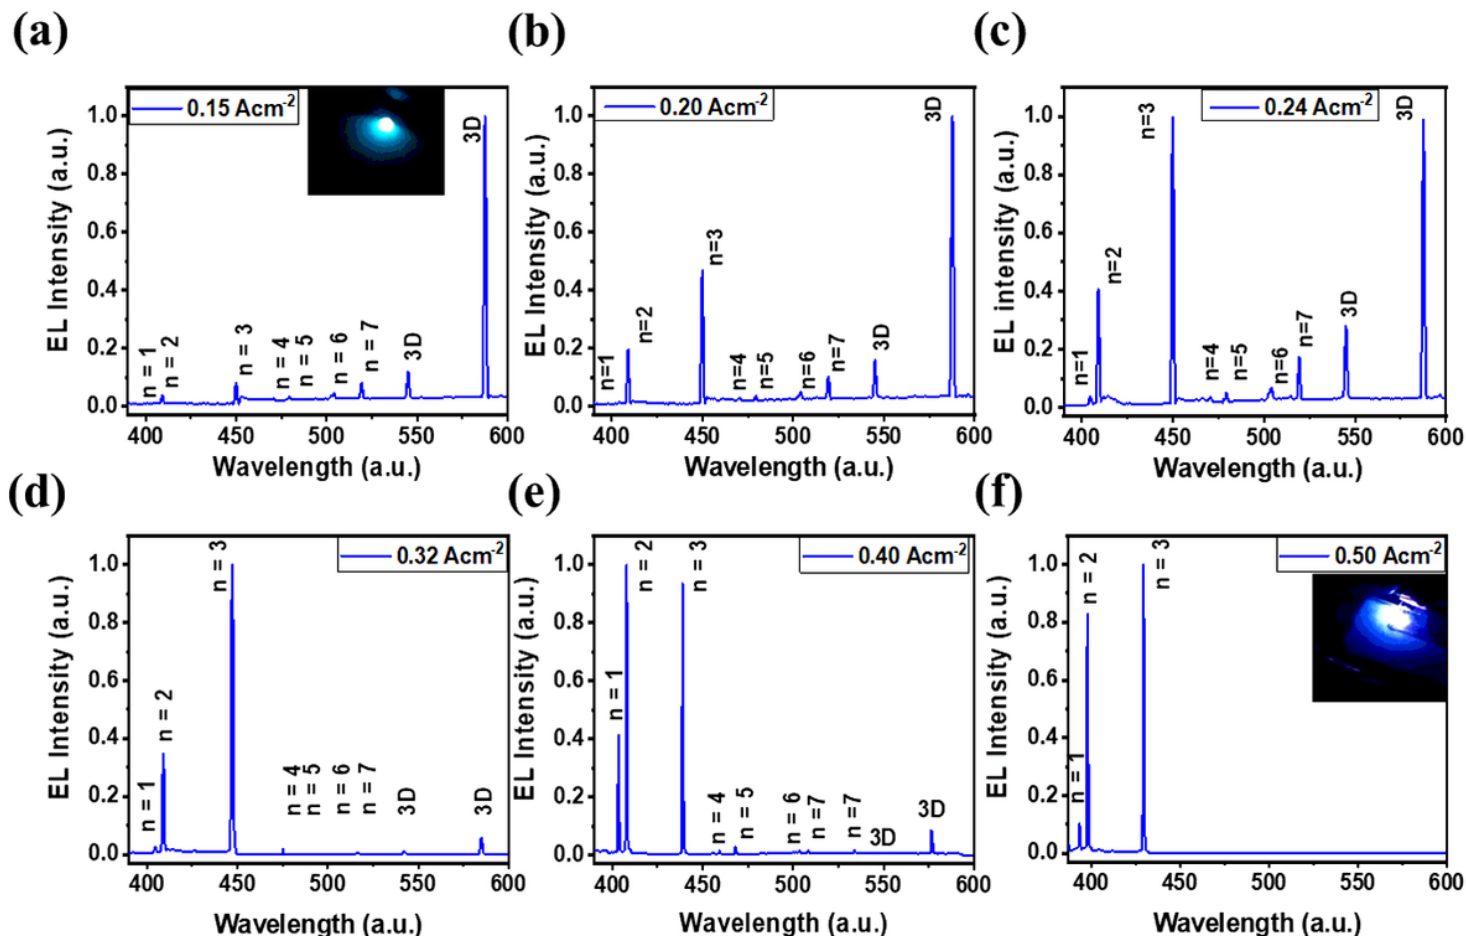 (a)
0.15 Acm-2
EL Intensity (a.u.)
1.0
0.8
0.6
0.4
0.2
0.0
n = 1
n = 2
n = 3
n = 4
n = 5
n = 6
n = 7
3D
3D
400 450 500 550 600
Wavelength (a.u.)
(b)
0.20 Acm-2
EL Intensity (a.u.)
1.0
0.8
0.6
0.4
0.2
0.0
n=1
n=2
n=3
n=4
n=5
n=6
n=7
3D
3D
400 450 500 550 600
Wavelength (a.u.)
(c)
0.24 Acm-2
EL intensity (a.u.)
1.0
0.8
0.6
0.4
0.2
0.0
n=1
n=2
n=3
n=4
n=5
n=6
n=7
3D
3D
400 450 500 550 600
Wavelength (a.u.)
(d)
0.32 Acm-2
EL Intensity (a.u.)
1.0
0.8
0.6
0.4
0.2
0.0
n = 1
n = 2
n = 3
n = 4
n = 5
n = 6
n = 7
3D
3D
400 450 500 550 600
Wavelength (a.u.)
(e)
0.40 Acm-2
EL Intensity (a.u.)
1.0
0.8
0.6
0.4
0.2
0.0
n = 1
n = 2
n = 3
n = 4
n = 5
n = 6
n =7
n =7
3D
3D
400 450 500 550 600
Wavelength (a.u.)
(f)
0.50 Acm-2
EL Intensity (a.u.)
1.0
0.8
0.6
0.4
0.2
0.0
n = 1
n = 2
n = 3
400 450 500 550 600
Wavelength (a.u.)